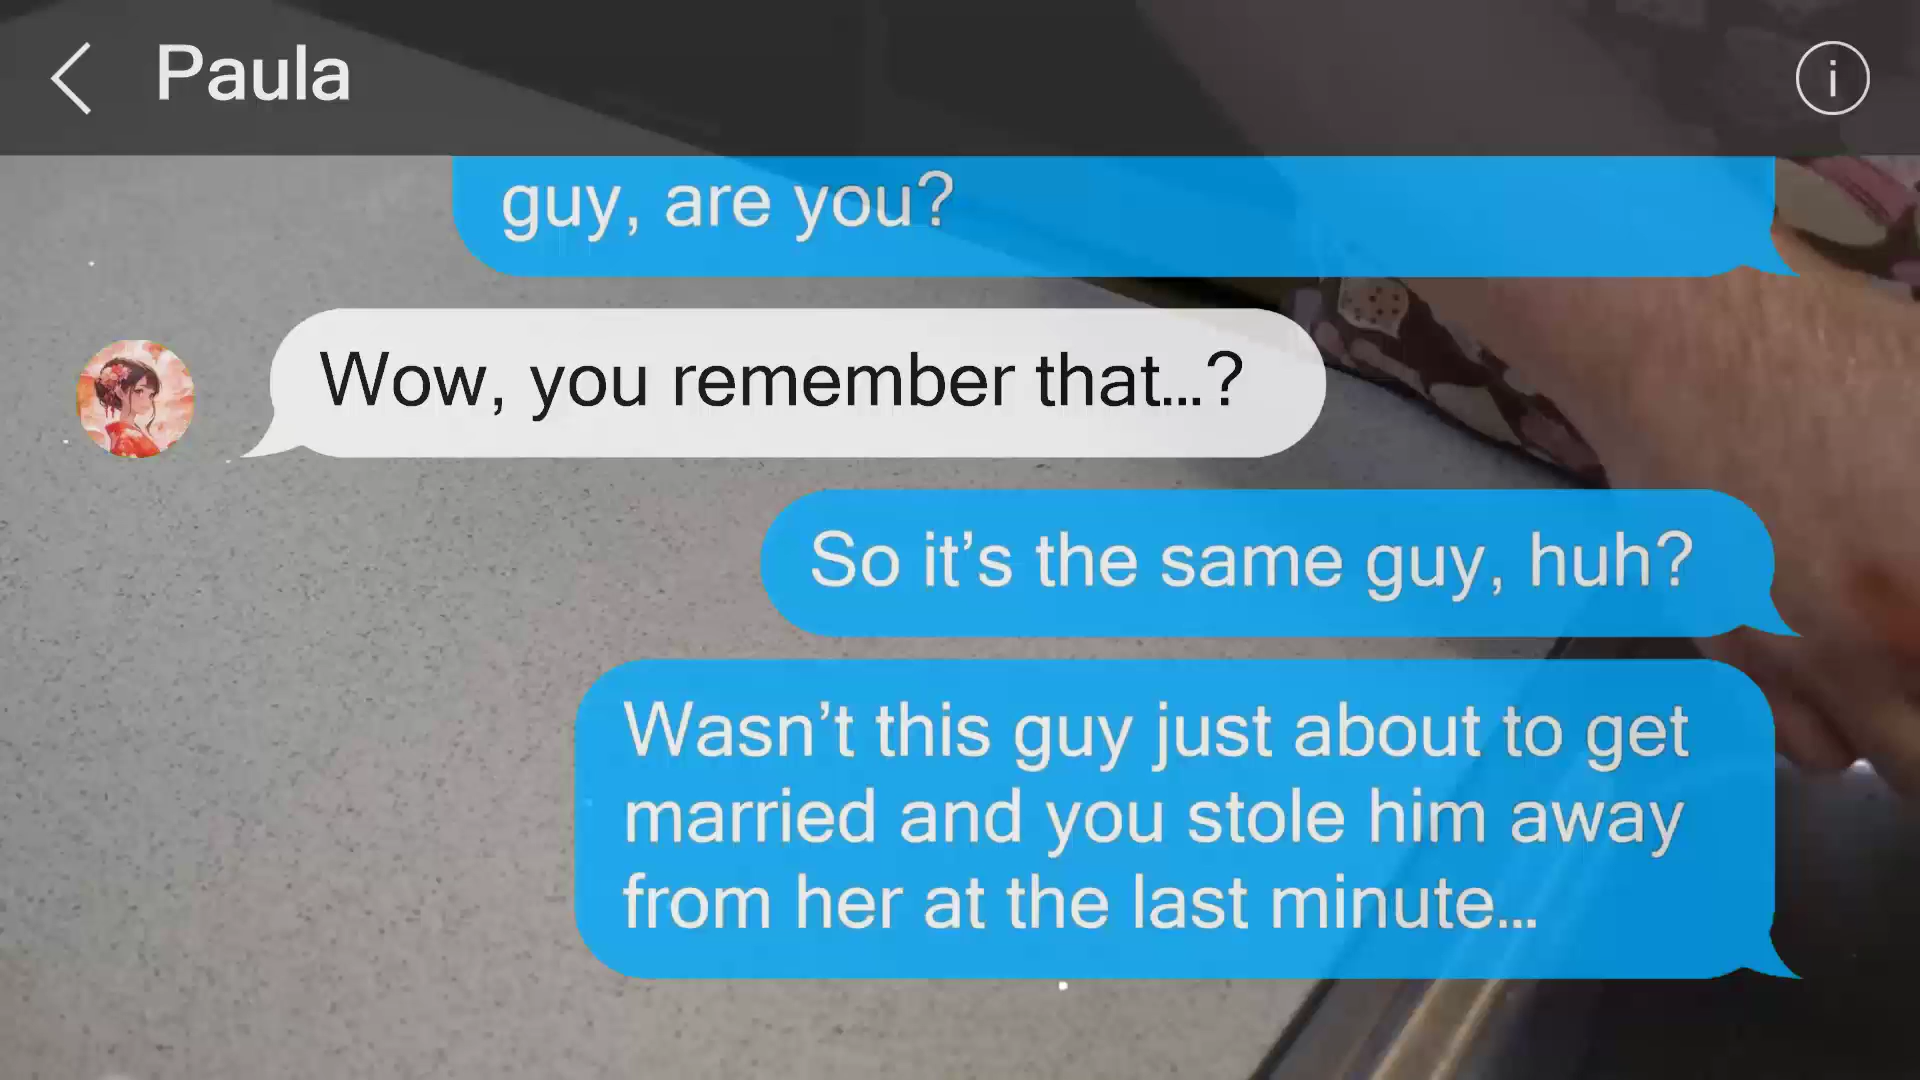 Paula
guy, are you?
Wow, you remember that...?
So it’s the same guy, huh?
Wasn’t this guy just about to get
married and you stole him away
from her at the last minute...